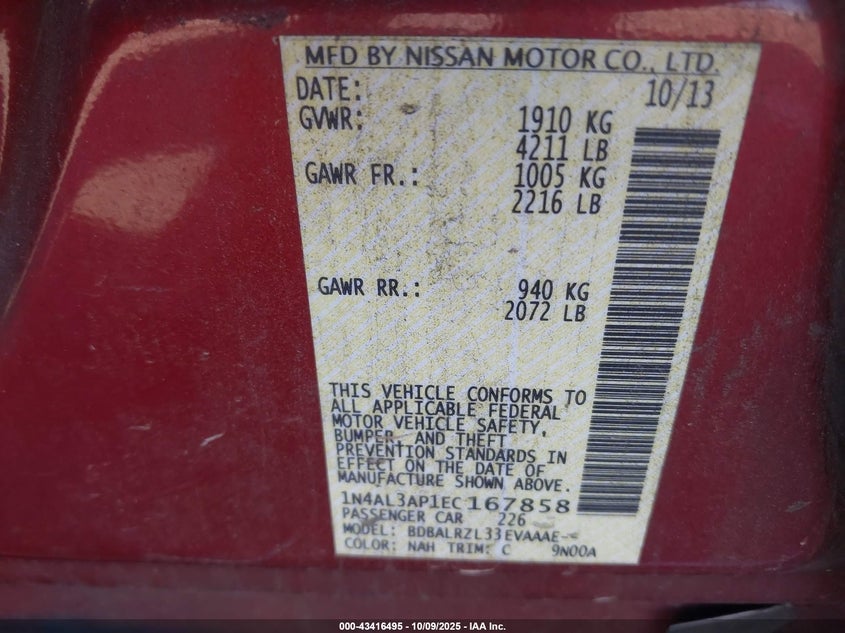 MFD BY NISSAN MOTOR CO., LTD.
DATE: 10/13
GVWR: 1910 KG
4211 LB
GAWR FR.: 1005 KG
2216 LB
GAWR RR.: 940 KG
2072 LB
THIS VEHICLE CONFORMS TO
ALL APPLICABLE FEDERAL
MOTOR VEHICLE SAFETY,
BUMPER, AND THEFT
PREVENTION STANDARDS IN
EFFECT ON THE DATE OF
MANUFACTURE SHOWN ABOVE.
1N4AL3AP1EC167858
PASSENGER CAR 226
MODEL: BDBALRZL33EVAAAE-
COLOR: NAH TRIM: C 9N00A
000-43416495 - 10/09/2025 - IAA Inc.